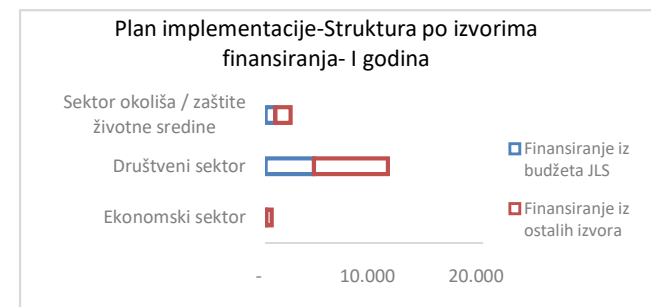 Plan implementacije-Struktura po izvorima
finansiranja- I godina
Sektor okoliša / zaštite
životne sredine
Društveni sektor
Ekonomski sektor
Finansiranje iz
budžeta JLS
Finansiranje iz
ostalih izvora
- 10.000 20.000